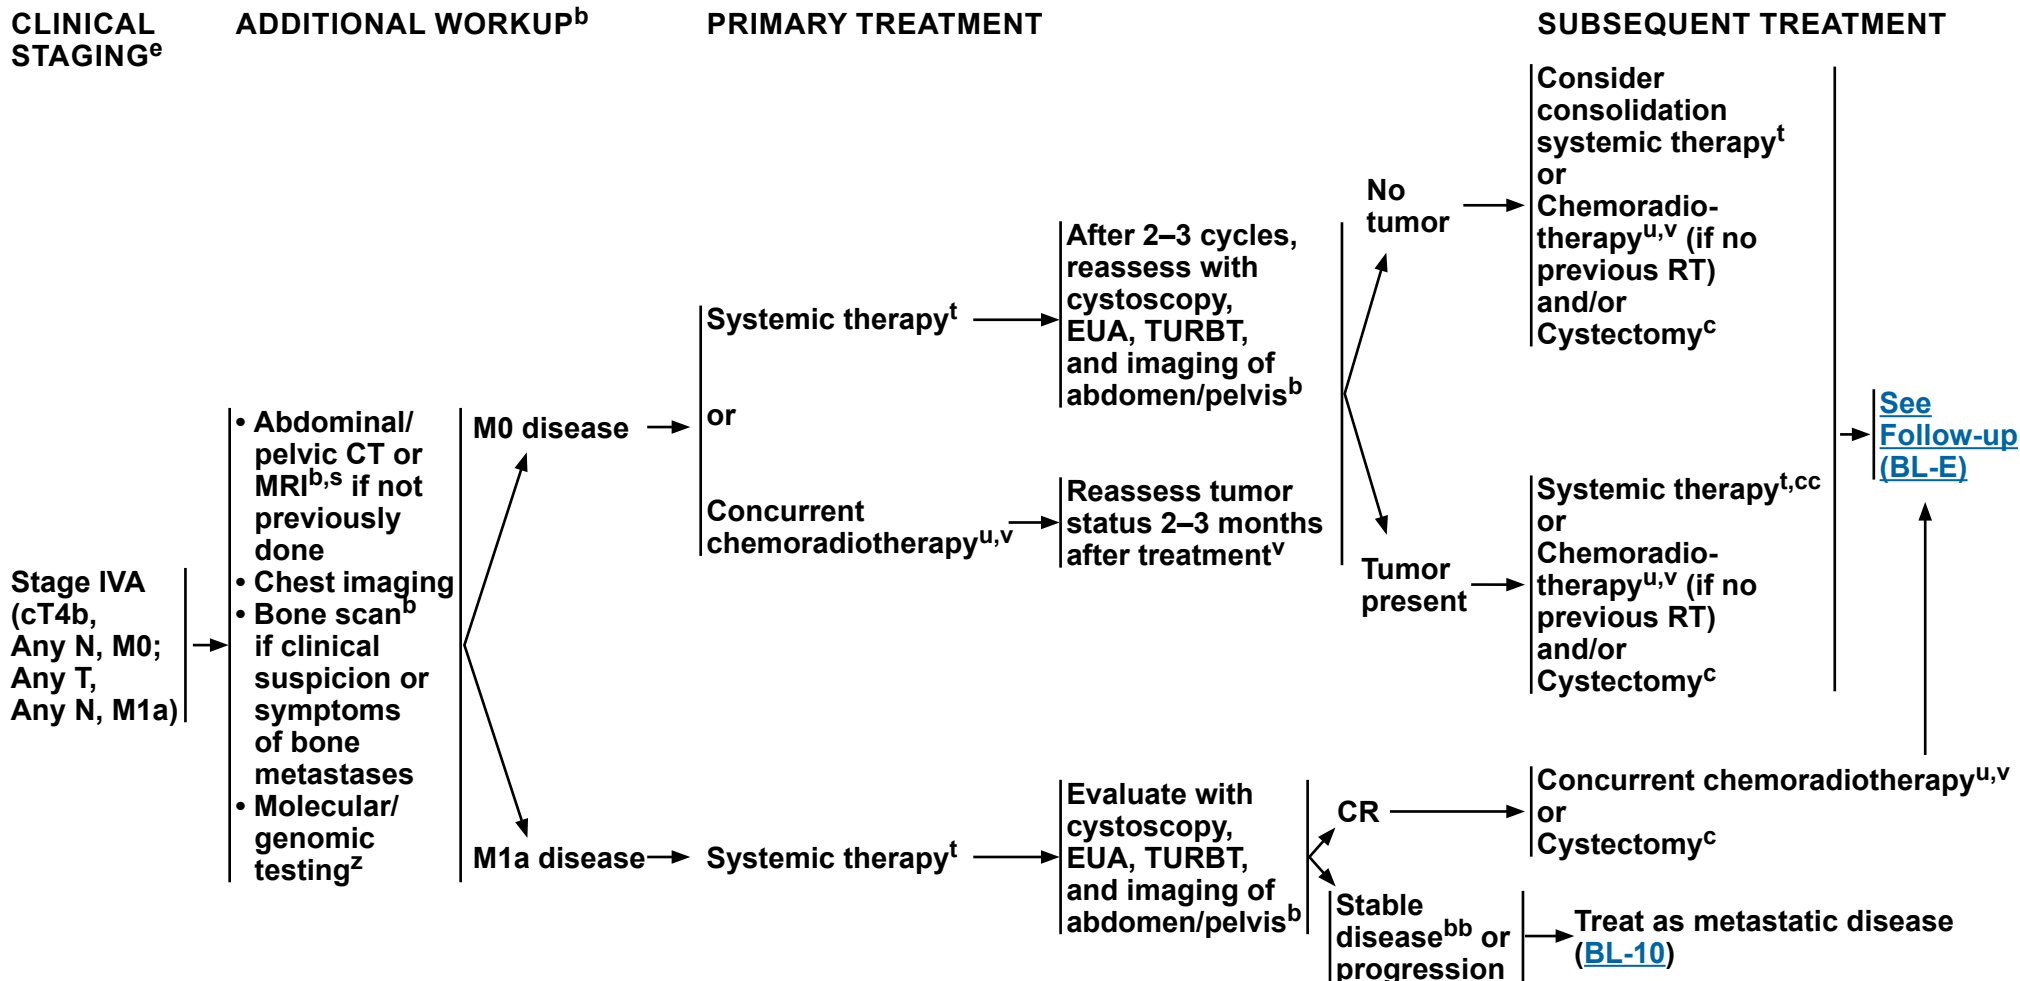 CLINICAL
STAGINGe
ADDITIONAL WORKUPb
PRIMARY TREATMENT
SUBSEQUENT TREATMENT
Stage IVA
(cT4b,
Any N, M0;
Any T,
Any N, M1a)
• Abdominal/
pelvic CT or
MRIb,s if not
previously
done
• Chest imaging
• Bone scanb
if clinical
suspicion or
symptoms
of bone
metastases
• Molecular/
genomic
testingz
M0 disease
Systemic therapyt
or
Concurrent
chemoradiotherapyu,v
After 2–3 cycles,
reassess with
cystoscopy,
EUA, TURBT,
and imaging of
abdomen/pelvisb
Reassess tumor
status 2–3 months
after treatmentv
No
tumor
Consider
consolidation
systemic therapyt
or
Chemoradio-
therapyu,v (if no
previous RT)
and/or
Cystectomyc
Tumor
present
Systemic therapyt,cc
or
Chemoradio-
therapyu,v (if no
previous RT)
and/or
Cystectomyc
See
Follow-up
(BL-E)
M1a disease
Systemic therapyt
Evaluate with
cystoscopy,
EUA, TURBT,
and imaging of
abdomen/pelvisb
CR
Concurrent chemoradiotherapyu,v
or
Cystectomyc
Stable
diseasebb or
progression
Treat as metastatic disease
(BL-10)